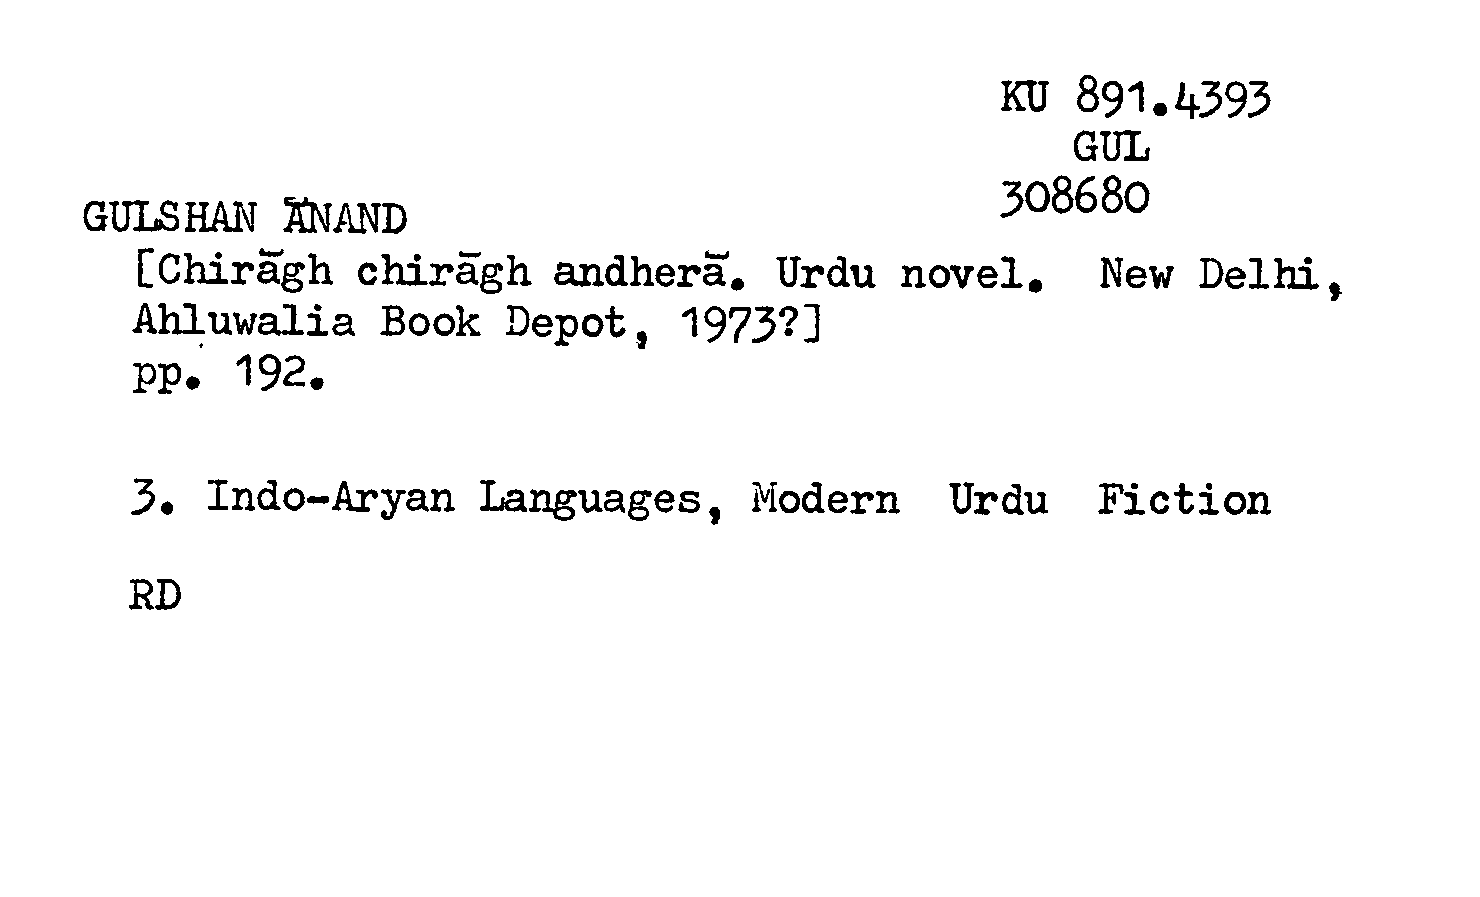 KU 891.4393
GUL
308680
GULSHAN ĀNAND
[Chirāgh chirāgh andherā. Urdu novel. New Delhi,
Ahluwalia Book Depot, 1973?]
pp. 192.
3. Indo-Aryan Languages, Modern Urdu Fiction
RD